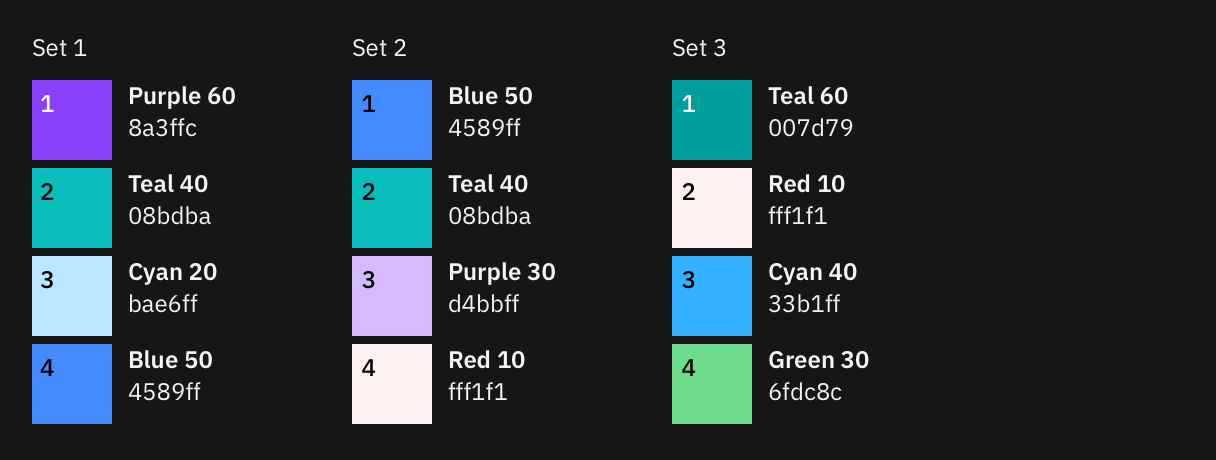 Set 1
1
Purple 60
8a3ffc
2
Teal 40
08bdba
3
Cyan 20
bae6ff
4
Blue 50
4589ff
Set 2
1
Blue 50
4589ff
2
Teal 40
08bdba
3
Purple 30
d4bbff
4
Red 10
fff1f1
Set 3
1
Teal 60
007d79
2
Red 10
fff1f1
3
Cyan 40
33b1ff
4
Green 30
6fdc8c